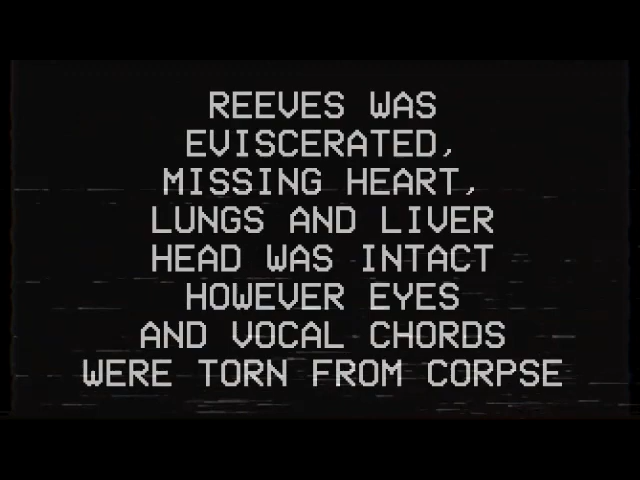 REEVES WAS
EVISCERATED,
MISSING HEART,
LUNGS AND LIVER
HEAD WAS INTACT
HOWEVER EYES
AND VOCAL CHORDS
WERE TORN FROM CORPSE